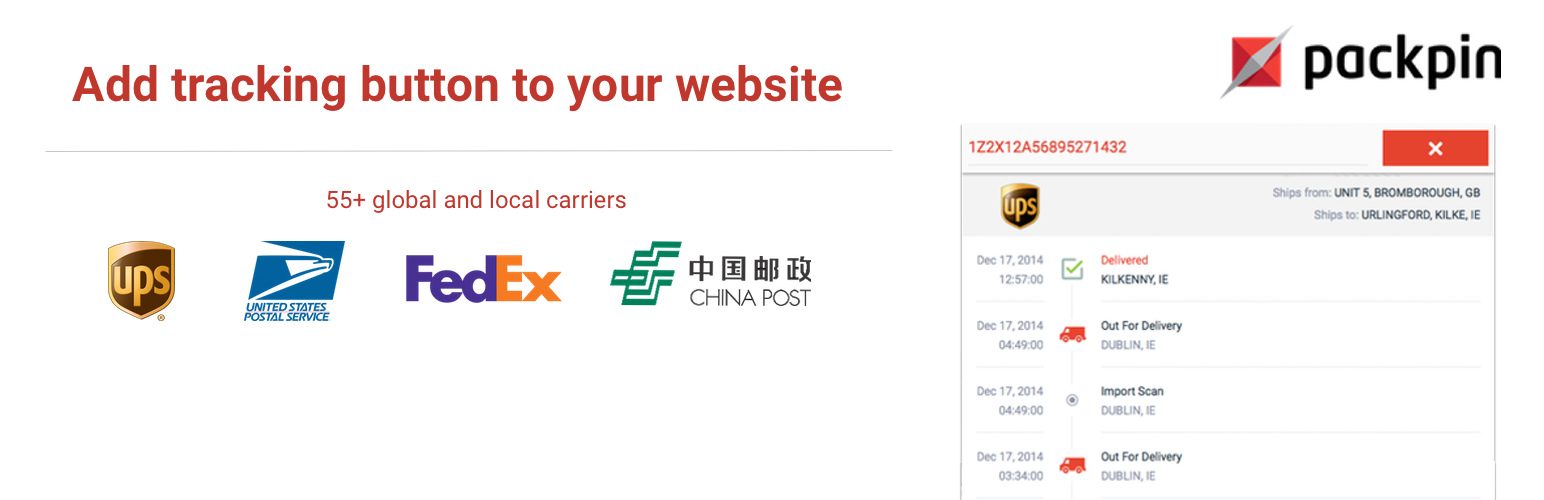 Add tracking button to your website
packpin
55+ global and local carriers
ups
UNITED STATES
POSTAL SERVICE
FedEx
中国邮政
CHINA POST
1Z2X12A56895271432
ups
Ships from: UNIT 5, BROMBOROUGH, GB
Ships to: URLINGFORD, KILKE, IE
Dec 17, 2014 Delivered
12:57:00 KILKENNY, IE
Dec 17, 2014 Out For Delivery
04:49:00 DUBLIN, IE
Dec 17, 2014 Import Scan
04:49:00 DUBLIN, IE
Dec 17, 2014 Out For Delivery
03:34:00 DUBLIN, IE